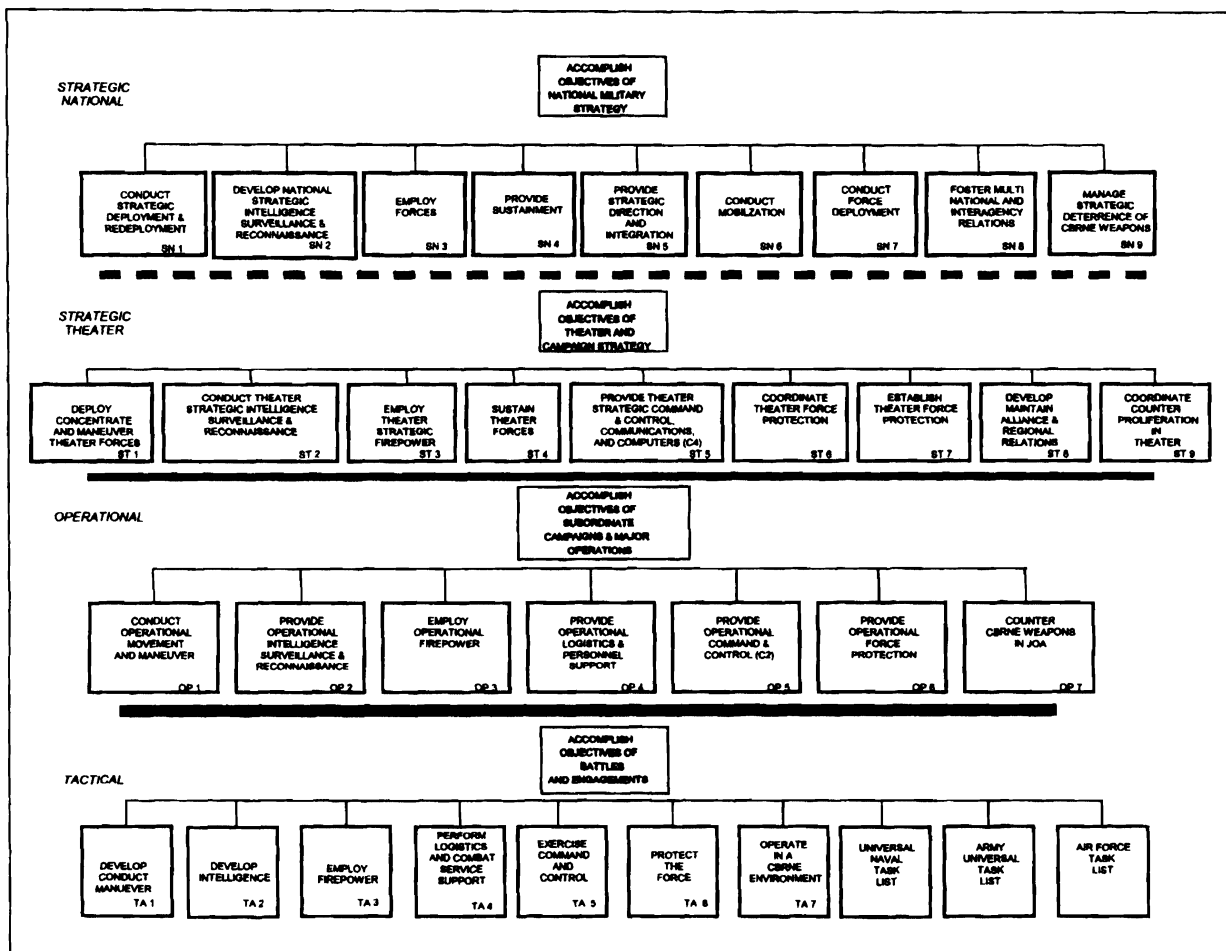 STRATEGIC
NATIONAL
ACCOMPLISH
OBJECTIVES OF
NATIONAL MILITARY
STRATEGY
CONDUCT
STRATEGIC
DEPLOYMENT &
REDEPLOYMENT
SN 1
DEVELOP NATIONAL
STRATEGIC
INTELLIGENCE
SURVEILLANCE &
RECONNAISSANCE
SN 2
EMPLOY
FORCES
SN 3
PROVIDE
SUSTAINMENT
SN 4
PROVIDE
STRATEGIC
DIRECTION
AND
INTEGRATION
SN 5
CONDUCT
MOBILZATION
SN 6
CONDUCT
FORCE
DEPLOYMENT
SN 7
FOSTER MULTI
NATIONAL AND
INTERAGENCY
RELATIONS
SN 8
MANAGE
STRATEGIC
DETERRENCE OF
CBRNE WEAPONS
SN 9
STRATEGIC
THEATER
ACCOMPLISH
OBJECTIVES OF
THEATER AND
CAMPAIGN STRATEGY
DEPLOY
CONCENTRATE
AND MANEUVER
THEATER FORCES
ST 1
CONDUCT THEATER
STRATEGIC INTELLIGENCE
SURVEILLANCE &
RECONNAISSANCE
ST 2
EMPLOY
THEATER
STRATEGIC
FIREPOWER
ST 3
SUSTAIN
THEATER
FORCES
ST 4
PROVIDE THEATER
STRATEGIC COMMAND
& CONTROL,
COMMUNICATIONS,
AND COMPUTERS (C4)
ST 5
COORDINATE
THEATER FORCE
PROTECTION
ST 6
ESTABLISH
THEATER FORCE
PROTECTION
ST 7
DEVELOP
MAINTAIN
ALLIANCE &
REGIONAL
RELATIONS
ST 8
COORDINATE
COUNTER
PROLIFERATION
IN
THEATER
ST 9
OPERATIONAL
ACCOMPLISH
OBJECTIVES OF
SUBORDINATE
CAMPAIGNS & MAJOR
OPERATIONS
CONDUCT
OPERATIONAL
MOVEMENT
AND MANEUVER
OP 1
PROVIDE
OPERATIONAL
INTELLIGENCE
SURVEILLANCE &
RECONNAISSANCE
OP 2
EMPLOY
OPERATIONAL
FIREPOWER
OP 3
PROVIDE
OPERATIONAL
LOGISTICS &
PERSONNEL
SUPPORT
OP 4
PROVIDE
OPERATIONAL
COMMAND &
CONTROL (C2)
OP 5
PROVIDE
OPERATIONAL
FORCE
PROTECTION
OP 6
COUNTER
CBRNE WEAPONS
IN JOA
OP 7
TACTICAL
ACCOMPLISH
OBJECTIVES OF
BATTLES
AND ENGAGEMENTS
DEVELOP
CONDUCT
MANUEVER
TA 1
DEVELOP
INTELLIGENCE
TA 2
EMPLOY
FIREPOWER
TA 3
PERFORM
LOGISTICS
AND COMBAT
SERVICE
SUPPORT
TA 4
EXERCISE
COMMAND
AND
CONTROL
TA 5
PROTECT
THE
FORCE
TA 6
OPERATE
IN A
CBRNE
ENVIRONMENT
TA 7
UNIVERSAL
NAVAL
TASK
LIST
ARMY
UNIVERSAL
TASK
LIST
AIR FORCE
TASK
LIST